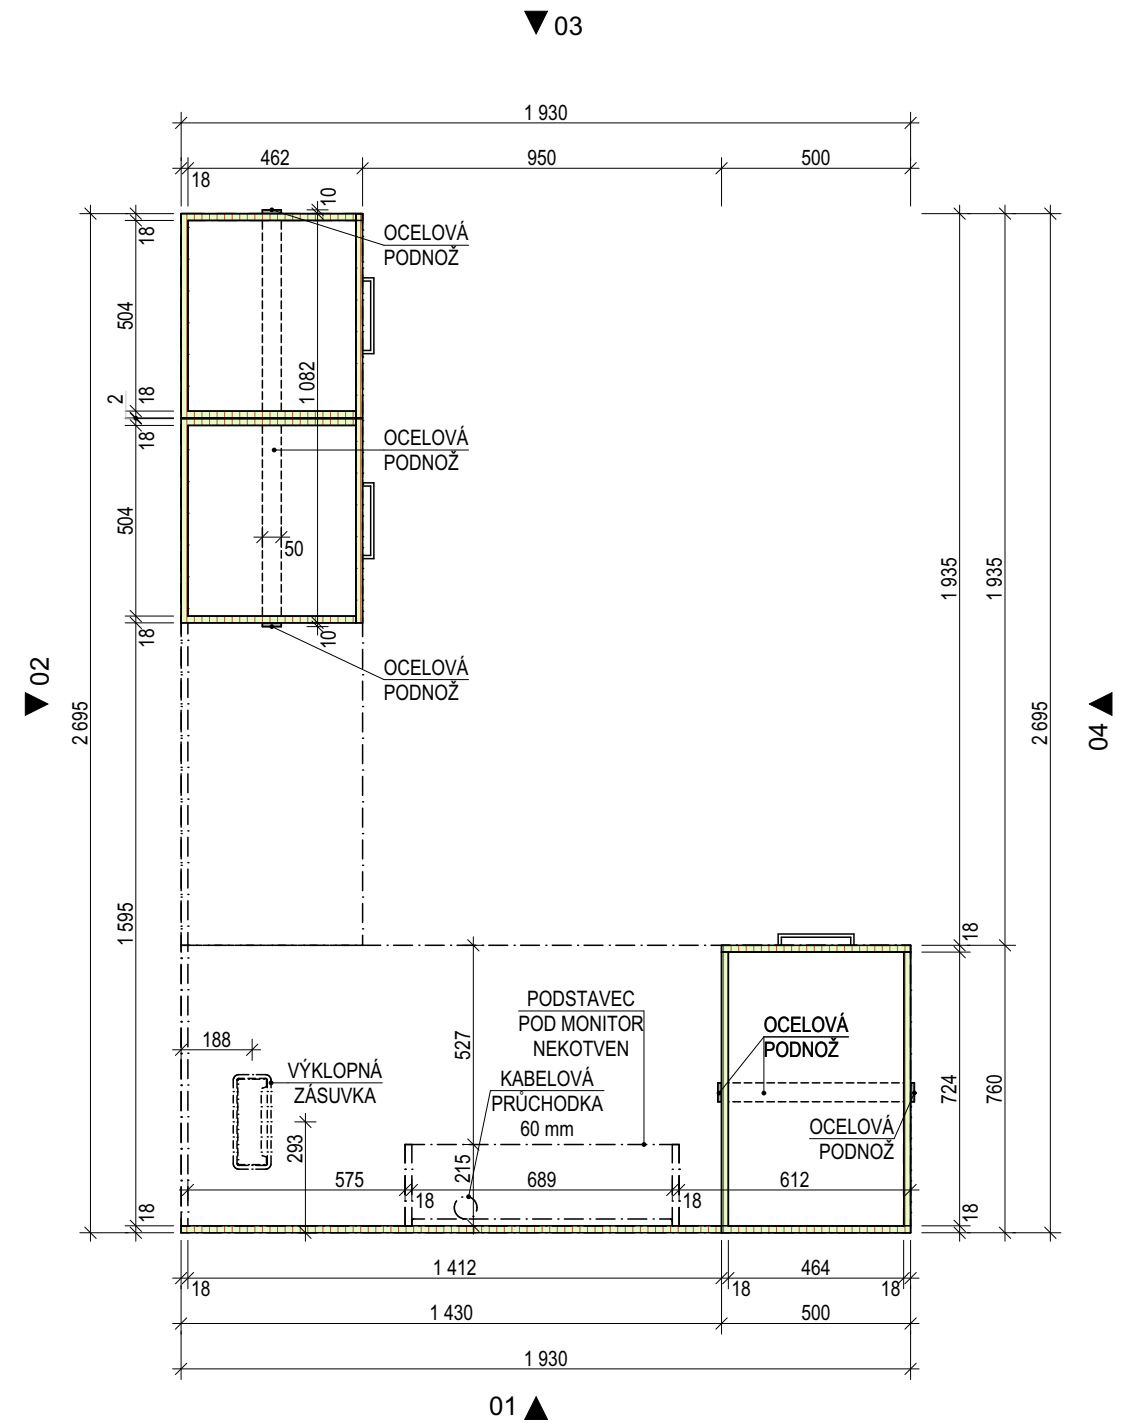 03
1 930
462
950
500
18
10
OCELOVÁ
PODNOŽ
18
504
1 082
18
2
18
OCELOVÁ
PODNOŽ
504
50
1 935
1 935
18
10
OCELOVÁ
PODNOŽ
02
2 695
2 695
04
1 595
18
PODSTAVEC
POD MONITOR
NEKOTVEN
OCELOVÁ
PODNOŽ
188
527
VÝKLOPNÁ
ZÁSUVKA
KABELOVÁ
PRŮCHODKA
60 mm
724
760
OCELOVÁ
PODNOŽ
293
215
575
689
612
18
18
18
18
1 412
464
18
18
18
1 430
500
1 930
01